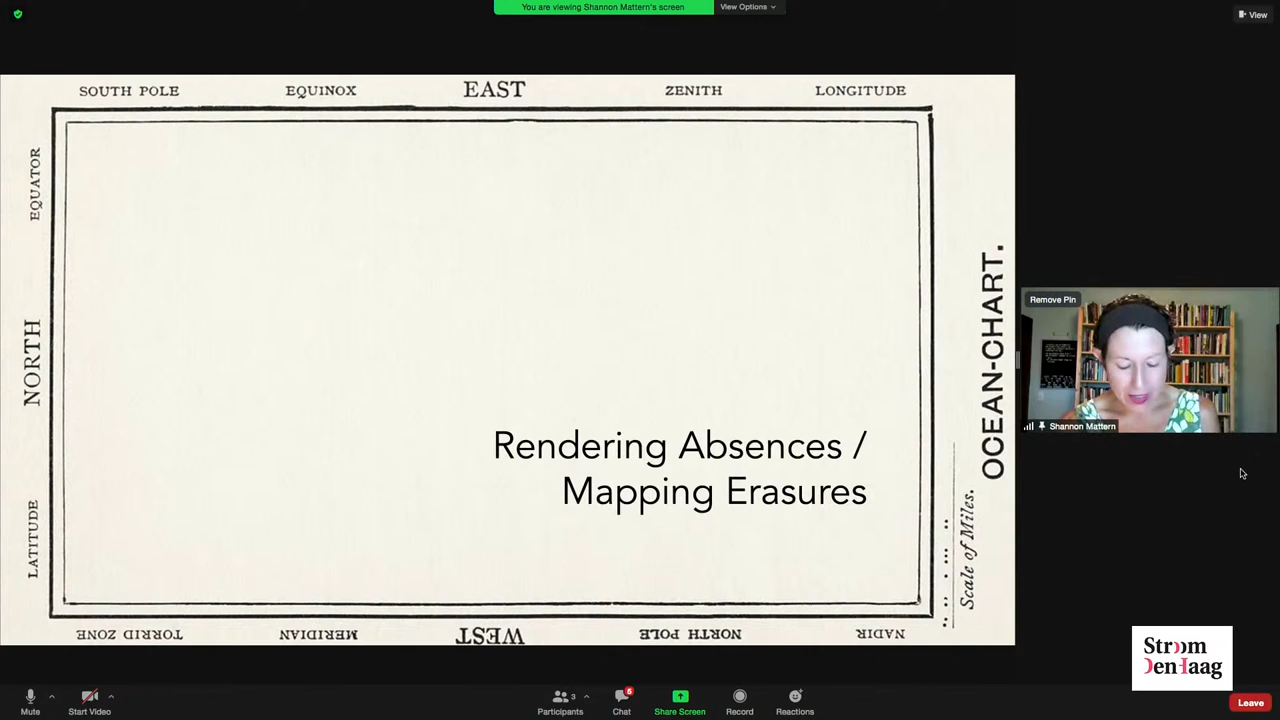 You are viewing Shannon Mattern's screen
View Options
View
SOUTH POLE EQUINOX EAST ZENITH LONGITUDE
EQUATOR
NORTH
LATITUDE
Rendering Absences /
Mapping Erasures
OCEAN-CHART.
Scale of Miles.
TORRID ZONE MERIDIAN WEST NORTH POLE NADIR
Remove Pin
Shannon Mattern
Stroom
Den Haag
Mute
Start Video
Participants
3
Chat
6
Share Screen
Record
Reactions
Leave